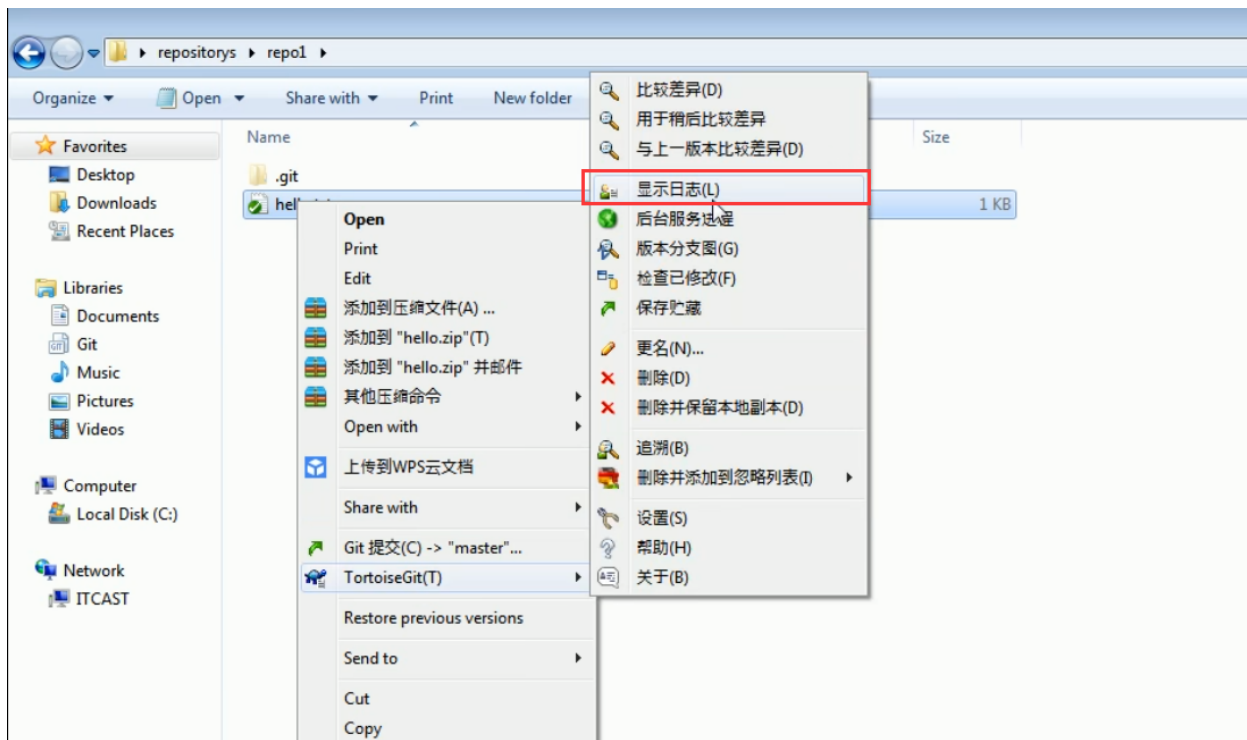 repositorys
repo1
Organize
Open
Share with
Print
New folder
Name
Size
Favorites
Desktop
Downloads
Recent Places
Libraries
Documents
Git
Music
Pictures
Videos
Computer
Local Disk (C:)
Network
ITCAST
.git
1 KB
Open
Print
Edit
添加到压缩文件(A) ...
添加到 "hello.zip"(T)
添加到 "hello.zip" 并邮件
其他压缩命令
Open with
上传到WPS云文档
Share with
Git 提交(C) -> "master"...
TortoiseGit(T)
Restore previous versions
Send to
Cut
Copy
比较差异(D)
用于稍后比较差异
与上一版本比较差异(D)
显示日志(L)
后台服务进程
版本分支图(G)
检查已修改(F)
保存贮藏
更名(N)...
删除(D)
删除并保留本地副本(D)
追溯(B)
删除并添加到忽略列表(I)
设置(S)
帮助(H)
关于(B)